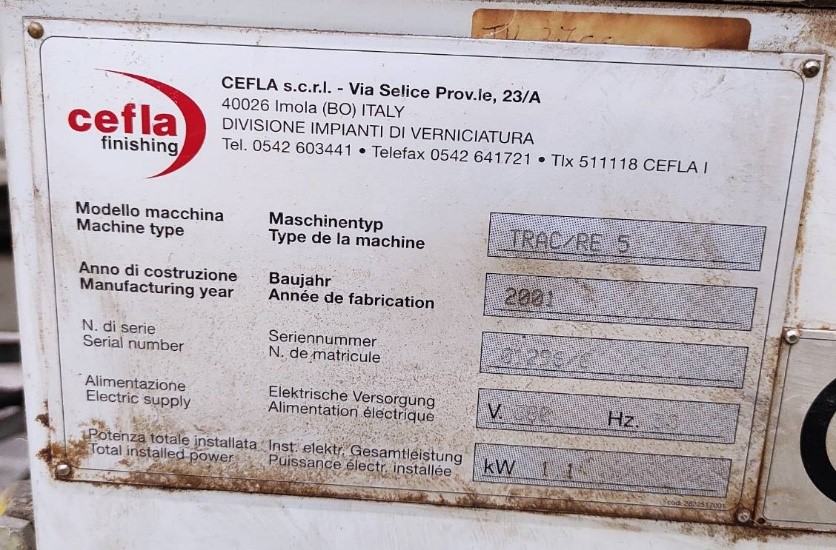 cefla
finishing
CEFLA s.c.r.l. - Via Selice Prov.le, 23/A
40026 Imola (BO) ITALY
DIVISIONE IMPIANTI DI VERNICIATURA
Tel. 0542 603441 • Telefax 0542 641721 • Tlx 511118 CEFLA I
Modello macchina Maschinentyp
Machine type Type de la machine
TRAC/RE 5
Anno di costruzione Baujahr
Manufacturing year Année de fabrication
2001
N. di serie Seriennummer
Serial number N. de matricule
Alimentazione Elektrische Versorgung
Electric supply Alimentation électrique
V. Hz.
Potenza totale installata Inst. elektr. Gesamtleistung
Total installed power Puissance électr. installée
kW